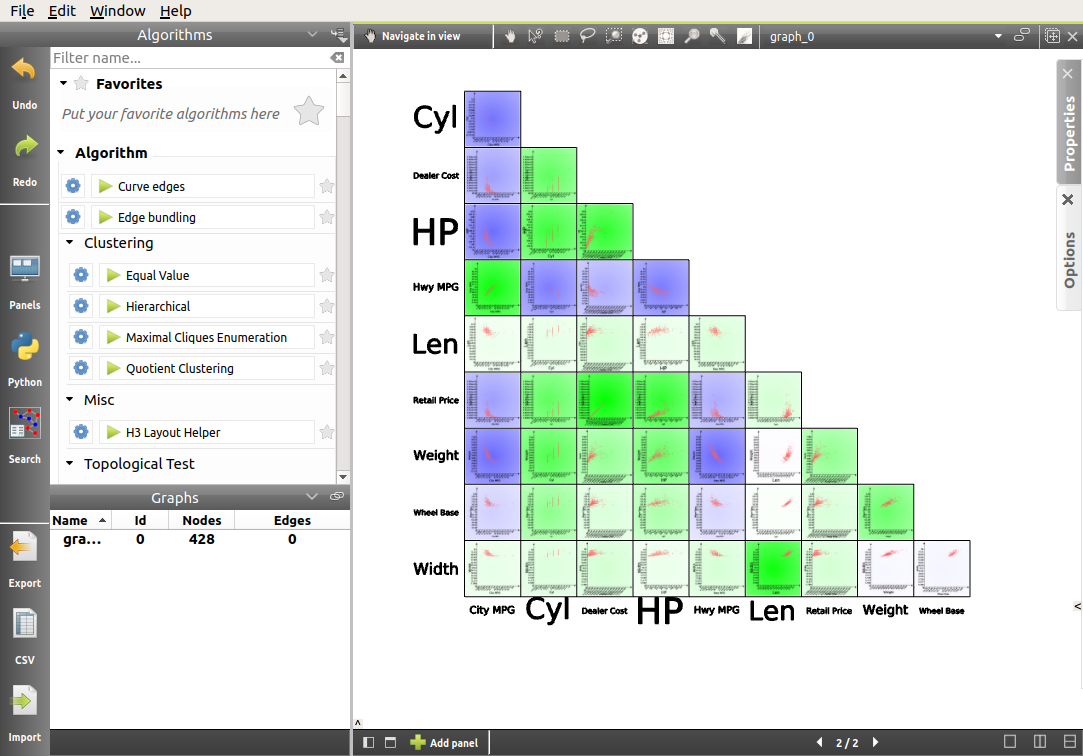 File Edit Window Help
Algorithms
Navigate in view
graph_0
Filter name...
Undo
Favorites
Put your favorite algorithms here
Redo
Algorithm
Curve edges
Edge bundling
Clustering
Equal Value
Hierarchical
Maximal Cliques Enumeration
Quotient Clustering
Misc
H3 Layout Helper
Topological Test
Panels
Python
Search
Graphs
Name Id Nodes Edges
gra... 0 428 0
Export
CSV
Import
Cyl
Dealer Cost
HP
Hwy MPG
Len
Retail Price
Weight
Wheel Base
Width
City MPG Cyl Dealer Cost HP Hwy MPG Len Retail Price Weight Wheel Base
Properties
Options
<
^
Add panel
2 / 2